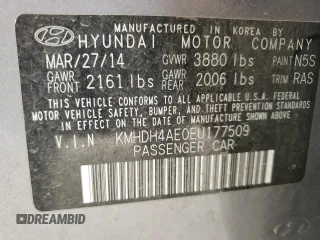 MANUFACTURED IN KOREA BY
HYUNDAI MOTOR COMPANY
MAR/27/14 GVWR 3880 lbs PAINT N5S
GAWR FRONT 2161 lbs GAWR REAR 2006 lbs TRIM RAS
THIS VEHICLE CONFORMS TO ALL APPLICABLE U.S.A. FEDERAL
MOTOR VEHICLE SAFETY, BUMPER, AND THEFT PREVENTION
STANDARDS IN EFFECT ON THE DATE OF MANUFACTURE SHOWN ABOVE.
V.I.N KMHDH4AE0EU177509
PASSENGER CAR
DREAMBID